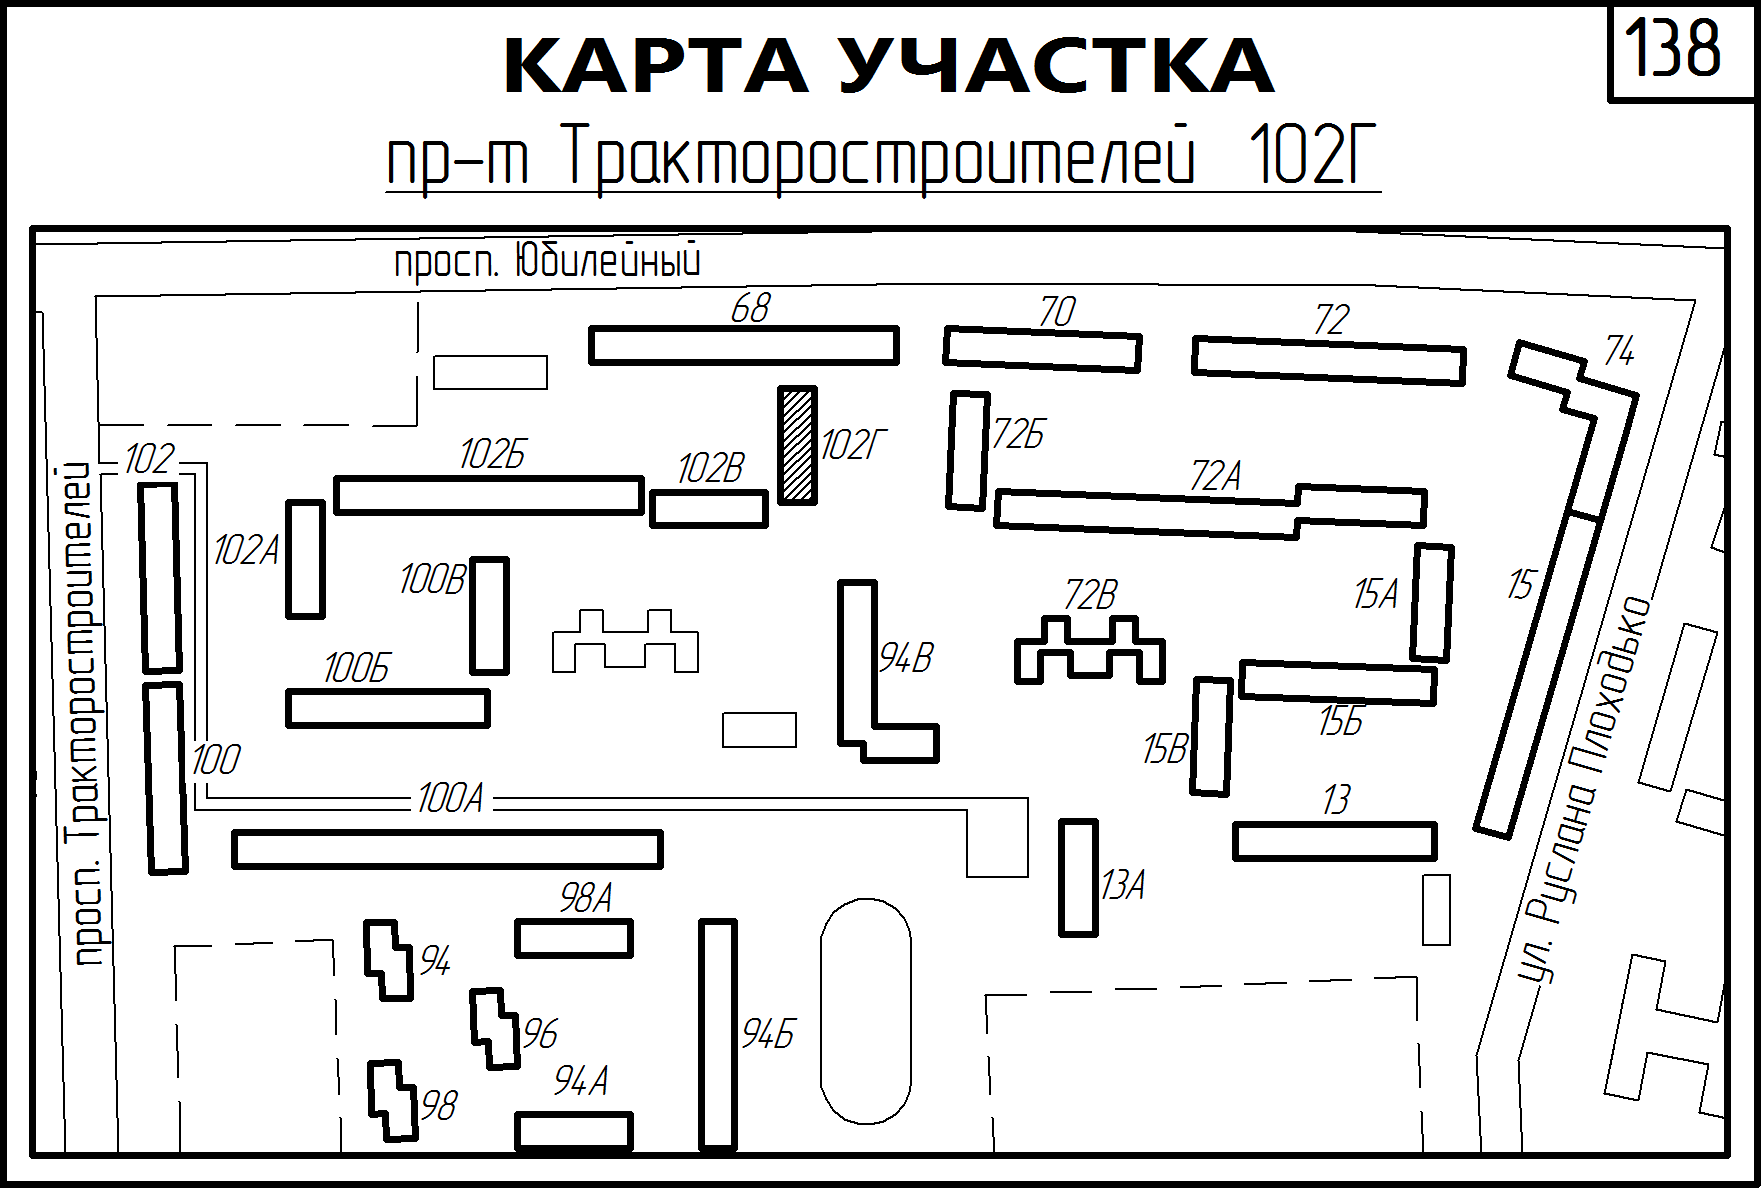 138
КАРТА УЧАСТКА
пр-т Тракторостроителей 102Г
просп. Юбилейный
68
70
72
74
102
102Б
102В
102Г
72Б
72А
102А
100В
15А
15
72В
100Б
94В
15Б
15В
100
100А
13
13А
98А
94
96
94Б
94А
98
просп. Тракторостроителей
ул. Руслана Плоходько